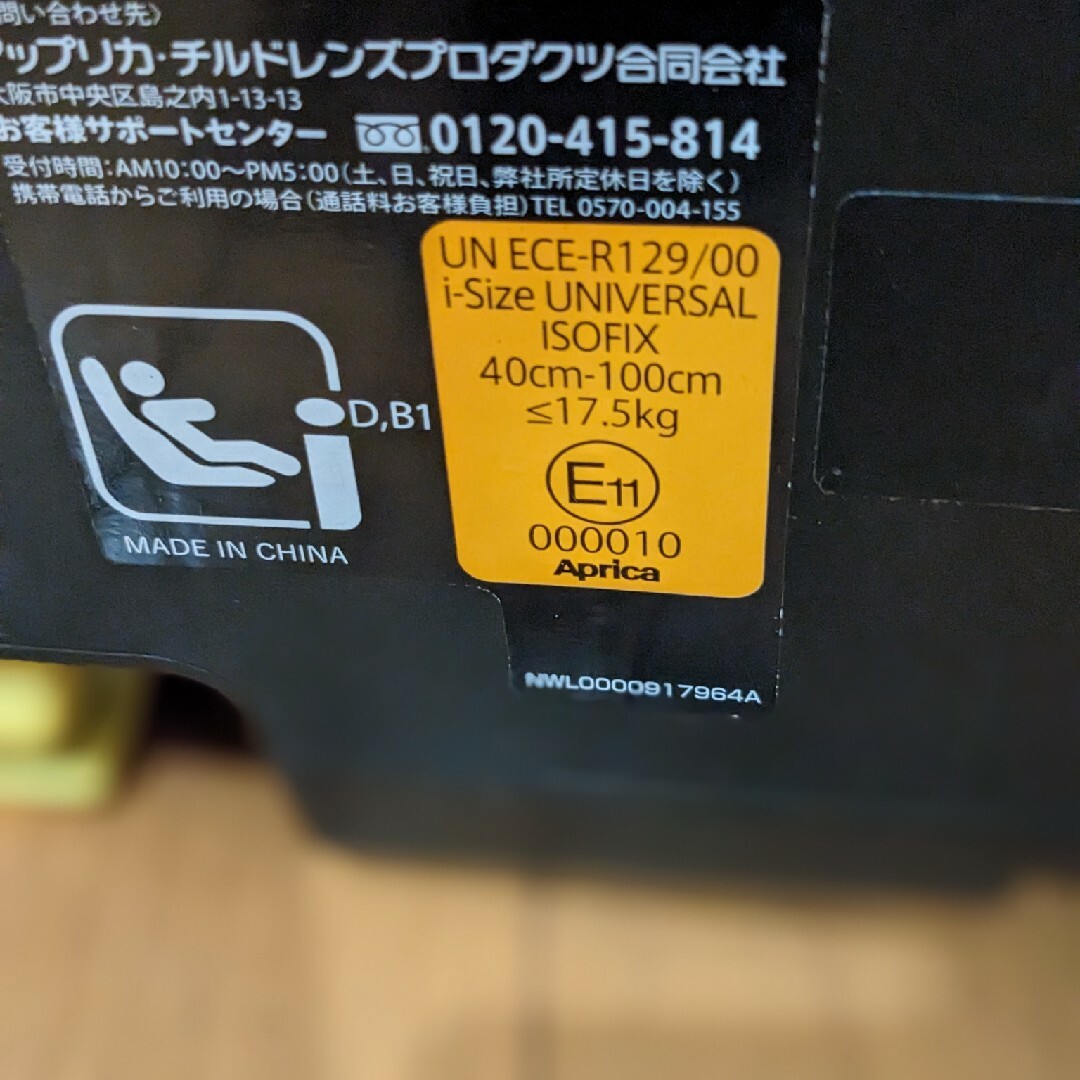 問い合わせ先〉
アップリカ・チルドレンズプロダクツ合同会社
大阪市中央区島之内1-13-13
お客様サポートセンター 0120-415-814
受付時間：AM10:00〜PM5:00（土、日、祝日、弊社所定休日を除く）
携帯電話からご利用の場合（通話料お客様負担）TEL 0570-004-155
UN ECE-R129/00
i-Size UNIVERSAL
ISOFIX
40cm-100cm
≤17.5kg
E11
000010
Aprica
D,B1
MADE IN CHINA
NWL0000917964A